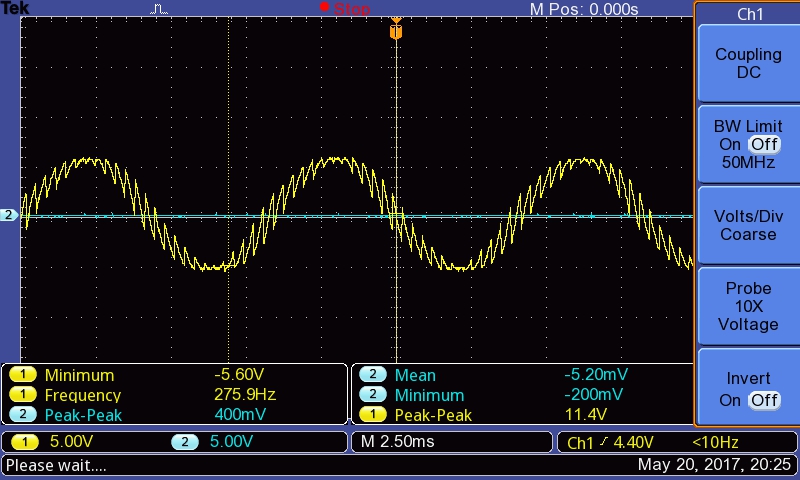 Tek
Stop
M Pos: 0.000s
T
2
Ch1
Coupling
DC
BW Limit
On Off
50MHz
Volts/Div
Coarse
Probe
10X
Voltage
Invert
On Off
1 Minimum -5.60V
1 Frequency 275.9Hz
2 Peak-Peak 400mV
2 Mean -5.20mV
2 Minimum -200mV
1 Peak-Peak 11.4V
1 5.00V 2 5.00V
M 2.50ms
Ch1 4.40V <10Hz
Please wait....
May 20, 2017, 20:25